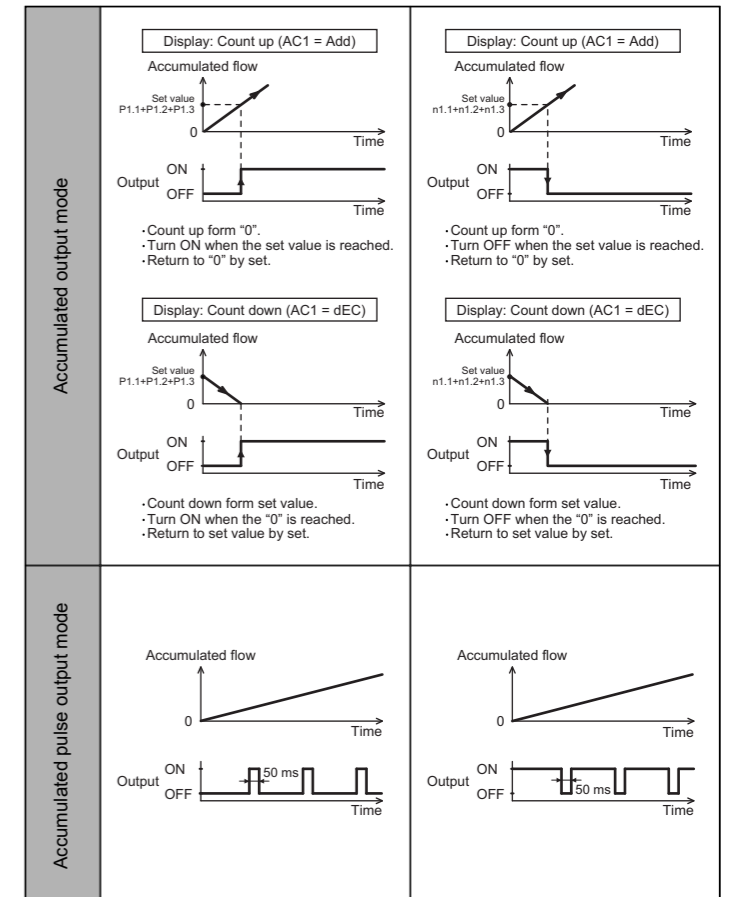 Accumulated output mode
Display: Count up (AC1 = Add)
Accumulated flow
Set value
P1.1+P1.2+P1.3
0
Time
Output
ON
OFF
Time
·Count up form “0”.
·Turn ON when the set value is reached.
·Return to “0” by set.
Display: Count up (AC1 = Add)
Accumulated flow
Set value
n1.1+n1.2+n1.3
0
Time
Output
ON
OFF
Time
·Count up form “0”.
·Turn OFF when the set value is reached.
·Return to “0” by set.
Display: Count down (AC1 = dEC)
Accumulated flow
Set value
P1.1+P1.2+P1.3
0
Time
Output
ON
OFF
Time
·Count down form set value.
·Turn ON when the “0” is reached.
·Return to set value by set.
Display: Count down (AC1 = dEC)
Accumulated flow
Set value
n1.1+n1.2+n1.3
0
Time
Output
ON
OFF
Time
·Count down form set value.
·Turn OFF when the “0” is reached.
·Return to set value by set.
Accumulated pulse output mode
Accumulated flow
0
Time
Output
ON
OFF
50 ms
Time
Accumulated flow
0
Time
Output
ON
OFF
50 ms
Time